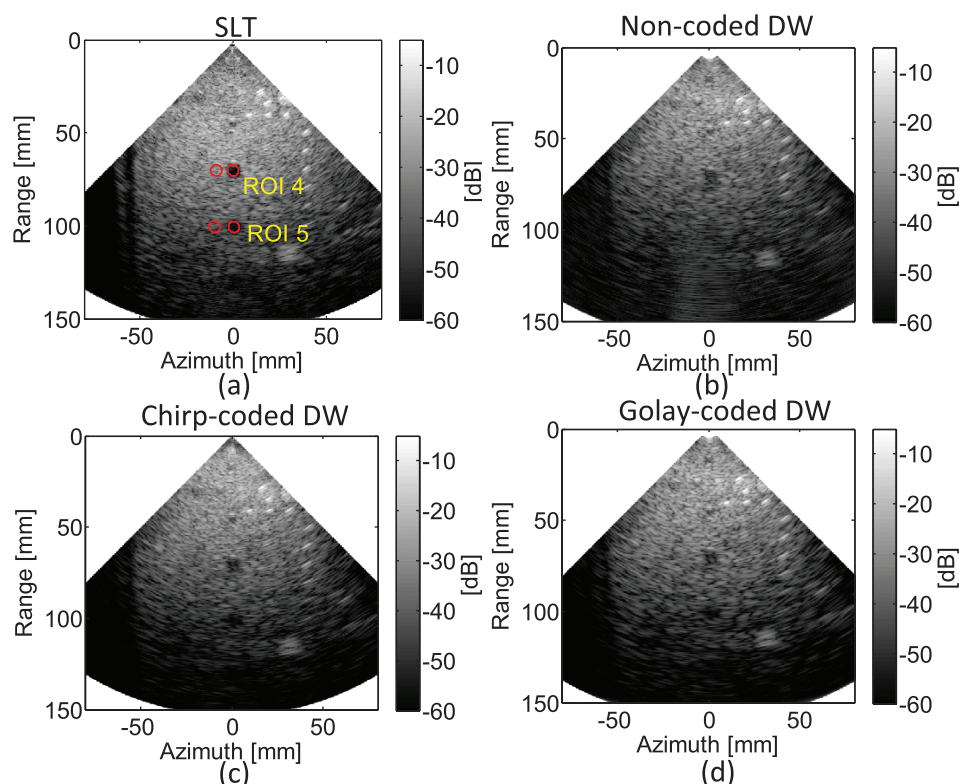 SLT
0
50
100
150
Range [mm]
-50
0
50
Azimuth [mm]
ROI 4
ROI 5
-10
-20
-30
-40
-50
-60
[dB]
(a)
Non-coded DW
0
50
100
150
Range [mm]
-50
0
50
Azimuth [mm]
-10
-20
-30
-40
-50
-60
[dB]
(b)
Chirp-coded DW
0
50
100
150
Range [mm]
-50
0
50
Azimuth [mm]
-10
-20
-30
-40
-50
-60
[dB]
(c)
Golay-coded DW
0
50
100
150
Range [mm]
-50
0
50
Azimuth [mm]
-10
-20
-30
-40
-50
-60
[dB]
(d)